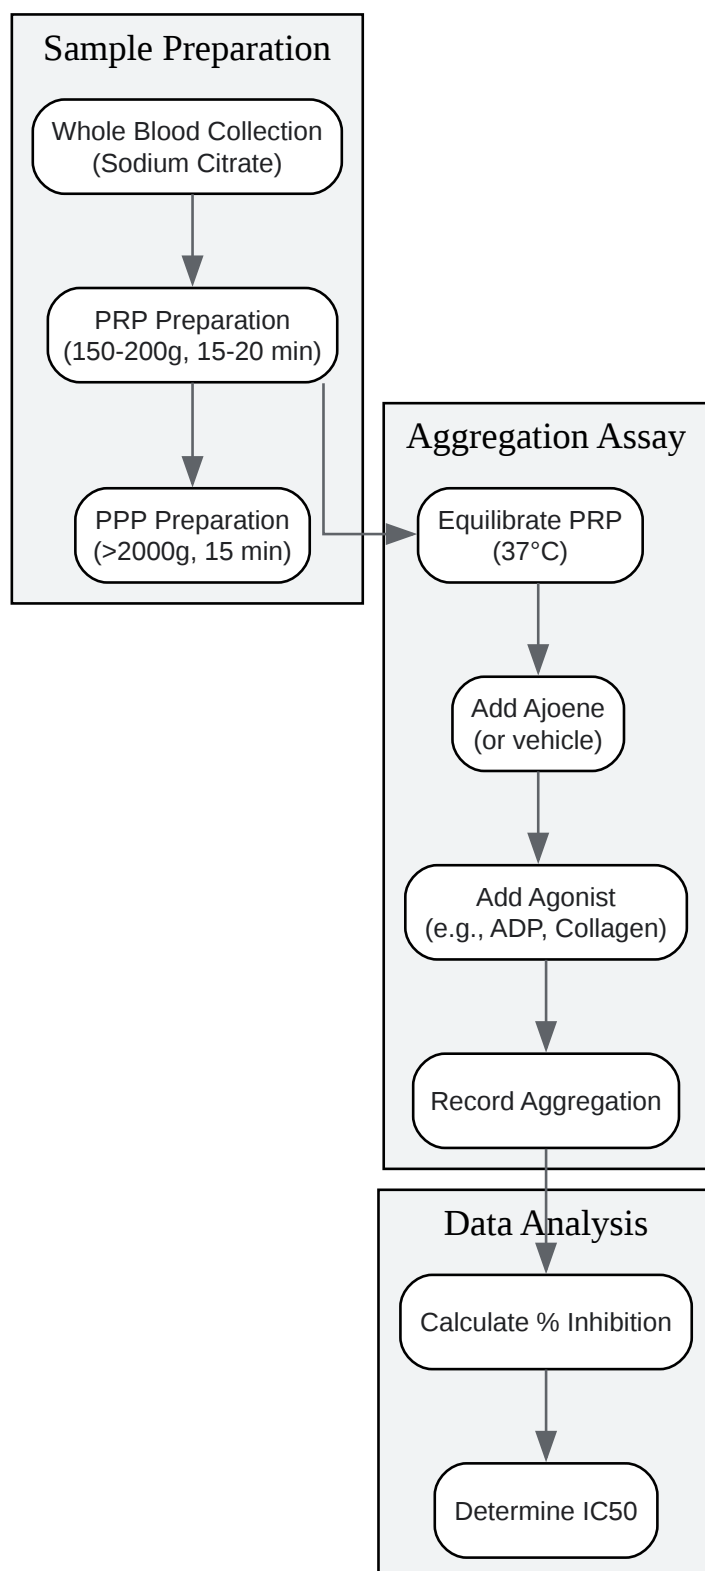 Sample Preparation
Whole Blood Collection
(Sodium Citrate)
PRP Preparation
(150-200g, 15-20 min)
PPP Preparation
(>2000g, 15 min)
Aggregation Assay
Equilibrate PRP
(37°C)
Add Ajoene
(or vehicle)
Add Agonist
(e.g., ADP, Collagen)
Record Aggregation
Data Analysis
Calculate % Inhibition
Determine IC50